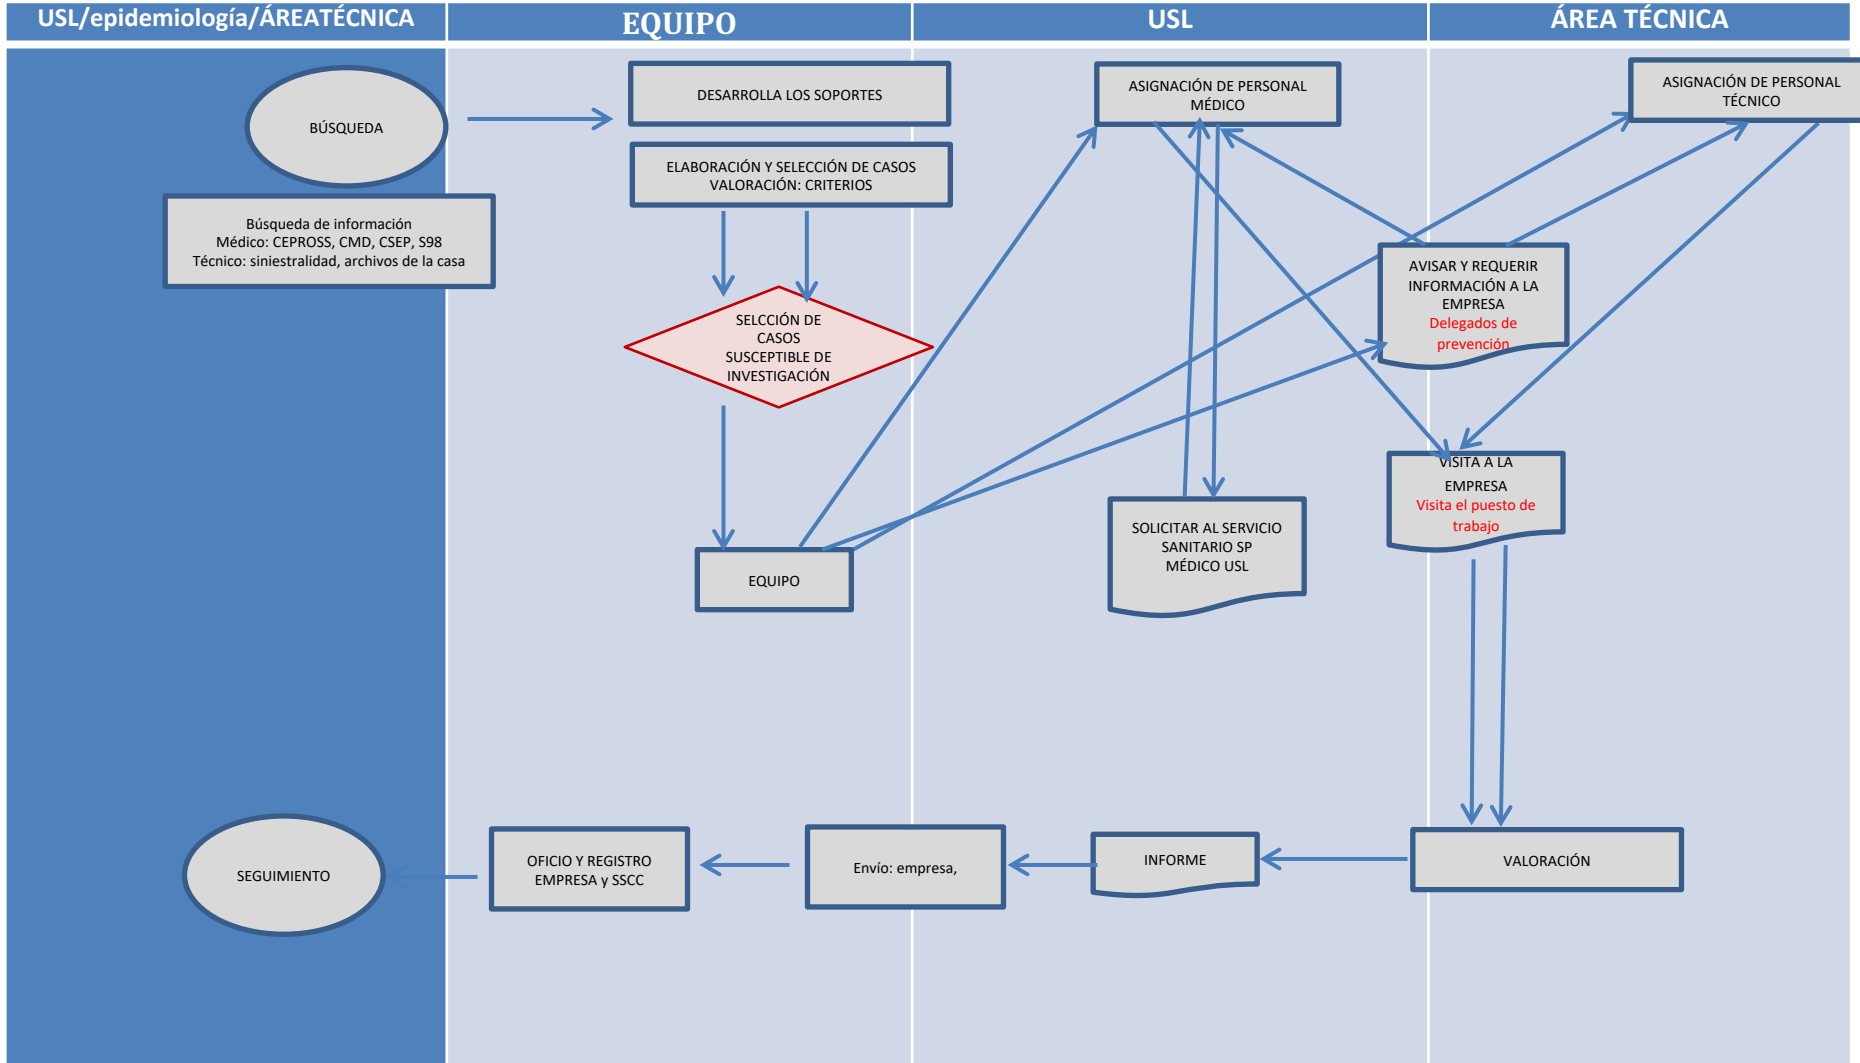 USL/epidemiología/ÁREATÉCNICA
EQUIPO
USL
ÁREA TÉCNICA
BÚSQUEDA
Búsqueda de información
Médico: CEPROSS, CMD, CSEP, S98
Técnico: siniestralidad, archivos de la casa
DESARROLLA LOS SOPORTES
ELABORACIÓN Y SELECCIÓN DE CASOS
VALORACIÓN: CRITERIOS
SELCCIÓN DE
CASOS
SUSCEPTIBLE DE
INVESTIGACIÓN
EQUIPO
ASIGNACIÓN DE PERSONAL
MÉDICO
SOLICITAR AL SERVICIO
SANITARIO SP
MÉDICO USL
ASIGNACIÓN DE PERSONAL
TÉCNICO
AVISAR Y REQUERIR
INFORMACIÓN A LA
EMPRESA
Delegados de
prevención
VISITA A LA
EMPRESA
Visita el puesto de
trabajo
VALORACIÓN
INFORME
Envío: empresa,
OFICIO Y REGISTRO
EMPRESA y SSCC
SEGUIMIENTO